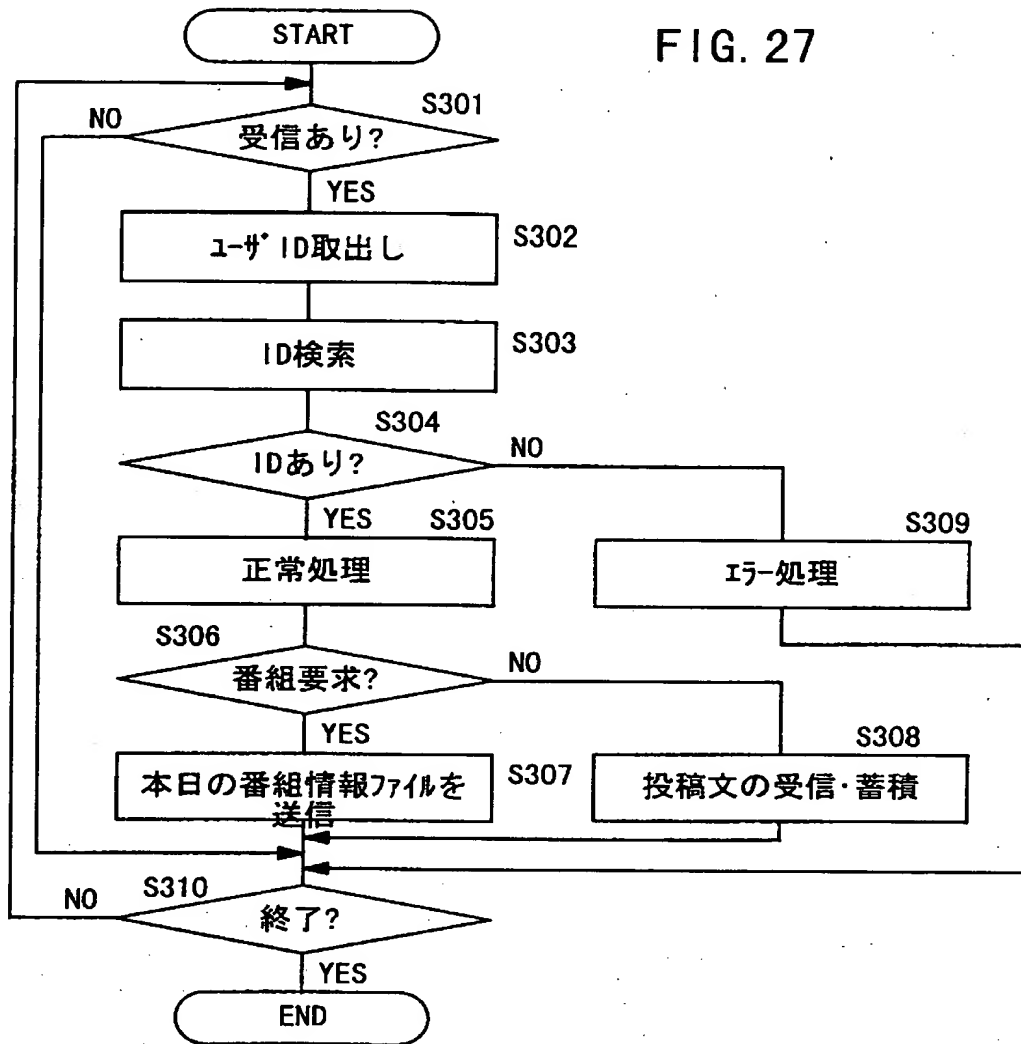 START
FIG. 27
S301
NO
受信あり?
YES
ユーザID取出し
S302
ID検索
S303
S304
IDあり?
NO
YES
S305
正常処理
S309
エラー処理
S306
番組要求?
NO
YES
本日の番組情報ファイルを
送信
S307
S308
投稿文の受信・蓄積
S310
NO
終了?
YES
END